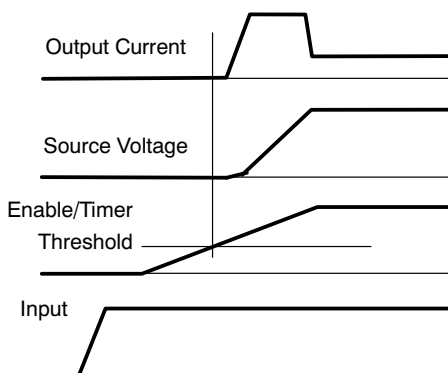 Output Current
Source Voltage
Enable/Timer
Threshold
Input